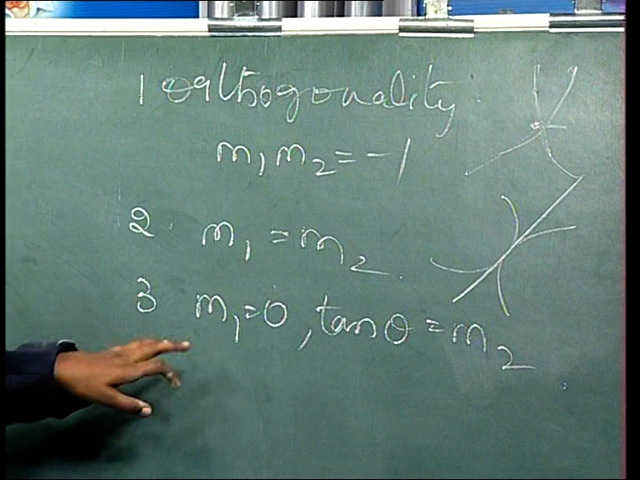 1 Orthogonality.
m₁m₂ = -1
2. m₁ = m₂.
3 m₁=0, tanθ = m₂